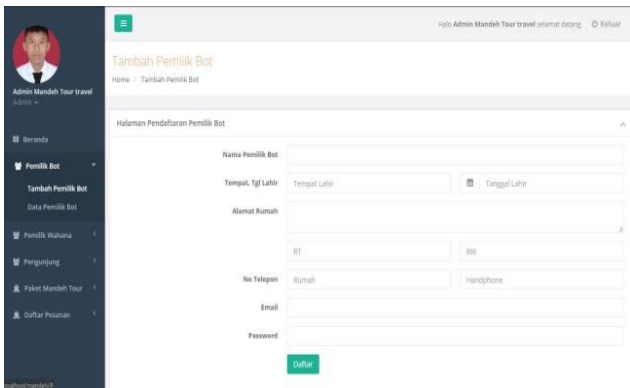 Halo Admin Mandeh Tour travel selamat datang
Keluar
Admin Mandeh Tour travel
Admin
Beranda
Pemilik Bot
Tambah Pemilik Bot
Data Pemilik Bot
Pemilik Wahana
Pengunjung
Paket Mandeh Tour
Daftar Pesanan
Tambah Pemilik Bot
Home / Tambah Pemilik Bot
Halaman Pendaftaran Pemilik Bot
Nama Pemilik Bot
Tempat, Tgl Lahir Tempat Lahir Tanggal Lahir
Alamat Rumah
RT RW
No Telepon Rumah Handphone
Email
Password
Daftar